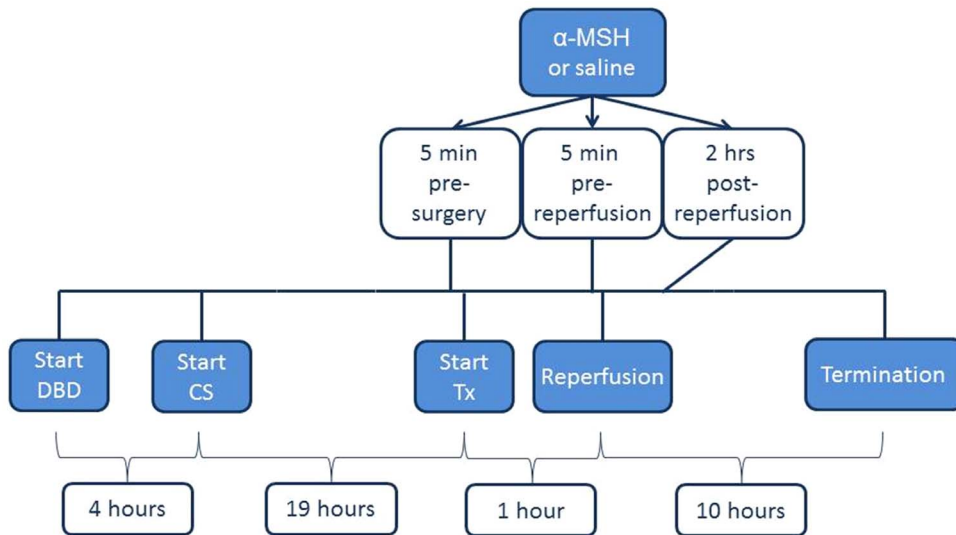 α-MSH
or saline
5 min
pre-
surgery
5 min
pre-
reperfusion
2 hrs
post-
reperfusion
Start
DBD
Start
CS
Start
Tx
Reperfusion
Termination
4 hours
19 hours
1 hour
10 hours